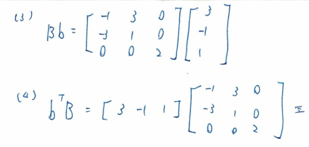 (3) Bb = [ -1 3 0 ; -3 1 0 ; 0 0 2 ] [ 3 ; -1 ; 1 ]
(4) b^T B = [ 3 -1 1 ] [ -1 3 0 ; -3 1 0 ; 0 0 2 ] =